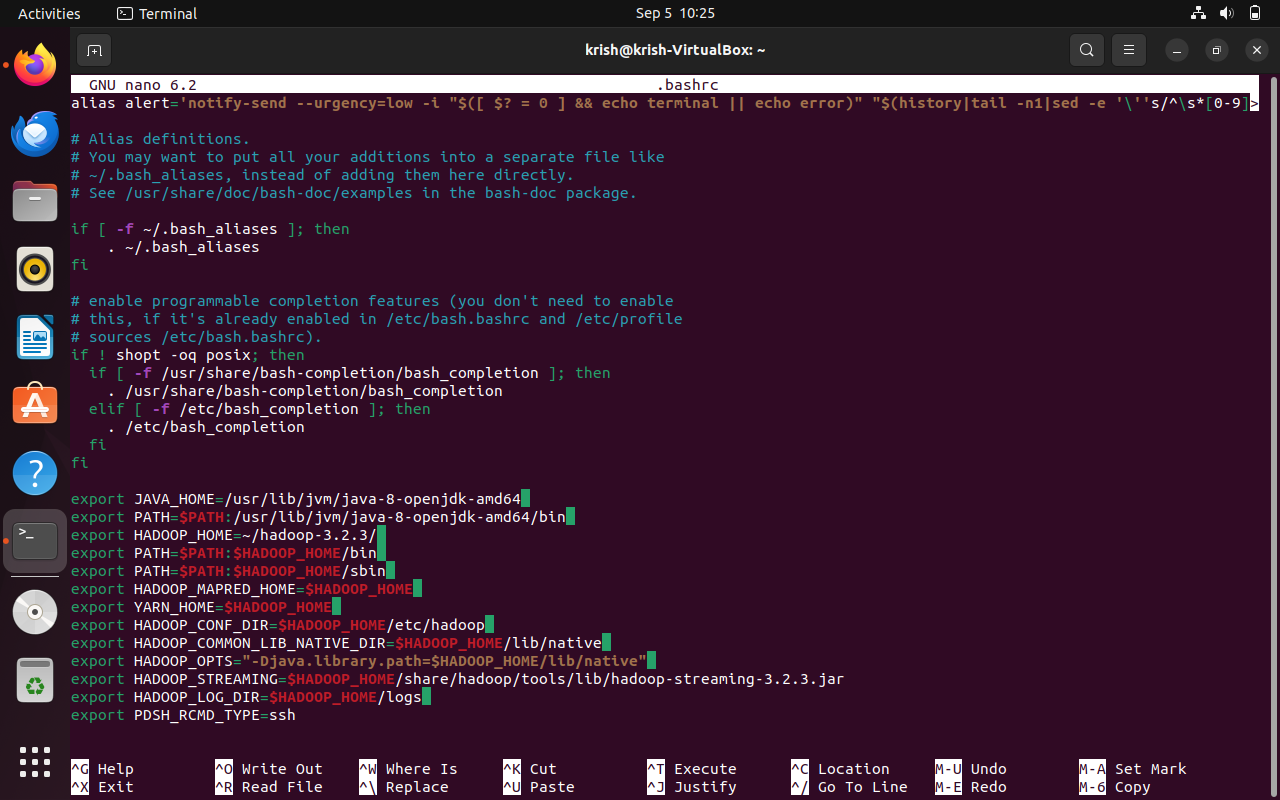 Activities
Terminal
Sep 5 10:25
krish@krish-VirtualBox: ~
GNU nano 6.2 .bashrc
alias alert='notify-send --urgency=low -i "$([ $? = 0 ] && echo terminal || echo error)" "$(history|tail -n1|sed -e '\''s/^\s*[0-9]>
# Alias definitions.
# You may want to put all your additions into a separate file like
# ~/.bash_aliases, instead of adding them here directly.
# See /usr/share/doc/bash-doc/examples in the bash-doc package.
if [ -f ~/.bash_aliases ]; then
    . ~/.bash_aliases
fi
# enable programmable completion features (you don't need to enable
# this, if it's already enabled in /etc/bash.bashrc and /etc/profile
# sources /etc/bash.bashrc).
if ! shopt -oq posix; then
  if [ -f /usr/share/bash-completion/bash_completion ]; then
    . /usr/share/bash-completion/bash_completion
  elif [ -f /etc/bash_completion ]; then
    . /etc/bash_completion
  fi
fi
export JAVA_HOME=/usr/lib/jvm/java-8-openjdk-amd64
export PATH=$PATH:/usr/lib/jvm/java-8-openjdk-amd64/bin
export HADOOP_HOME=~/hadoop-3.2.3/
export PATH=$PATH:$HADOOP_HOME/bin
export PATH=$PATH:$HADOOP_HOME/sbin
export HADOOP_MAPRED_HOME=$HADOOP_HOME
export YARN_HOME=$HADOOP_HOME
export HADOOP_CONF_DIR=$HADOOP_HOME/etc/hadoop
export HADOOP_COMMON_LIB_NATIVE_DIR=$HADOOP_HOME/lib/native
export HADOOP_OPTS="-Djava.library.path=$HADOOP_HOME/lib/native"
export HADOOP_STREAMING=$HADOOP_HOME/share/hadoop/tools/lib/hadoop-streaming-3.2.3.jar
export HADOOP_LOG_DIR=$HADOOP_HOME/logs
export PDSH_RCMD_TYPE=ssh
^G Help ^O Write Out ^W Where Is ^K Cut ^T Execute ^C Location M-U Undo M-A Set Mark
^X Exit ^R Read File ^\ Replace ^U Paste ^J Justify ^/ Go To Line M-E Redo M-6 Copy